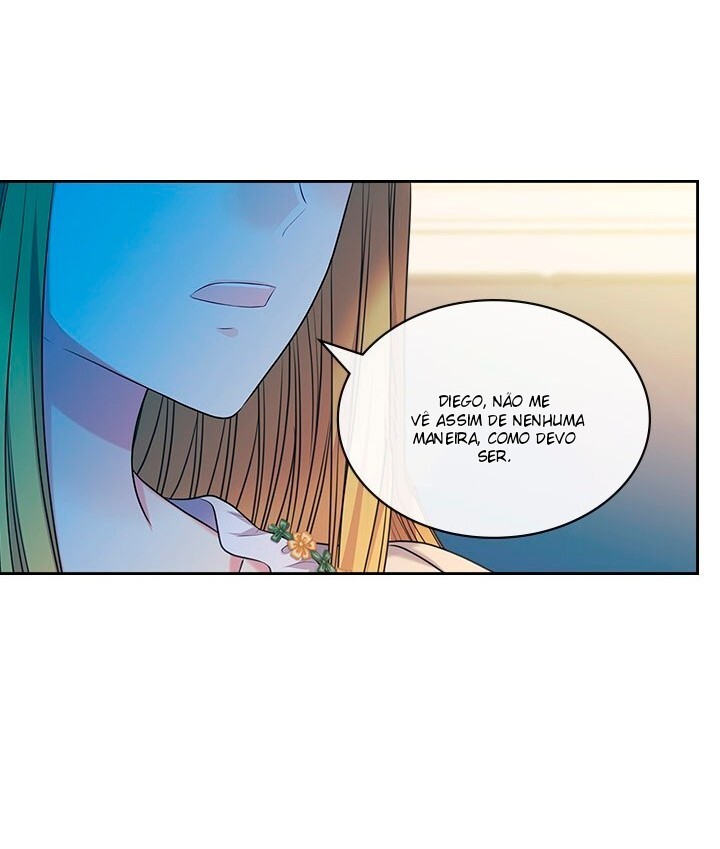 DIEGO, NÃO ME
VÊ ASSIM DE NENHUMA
MANEIRA, COMO DEVO
SER.